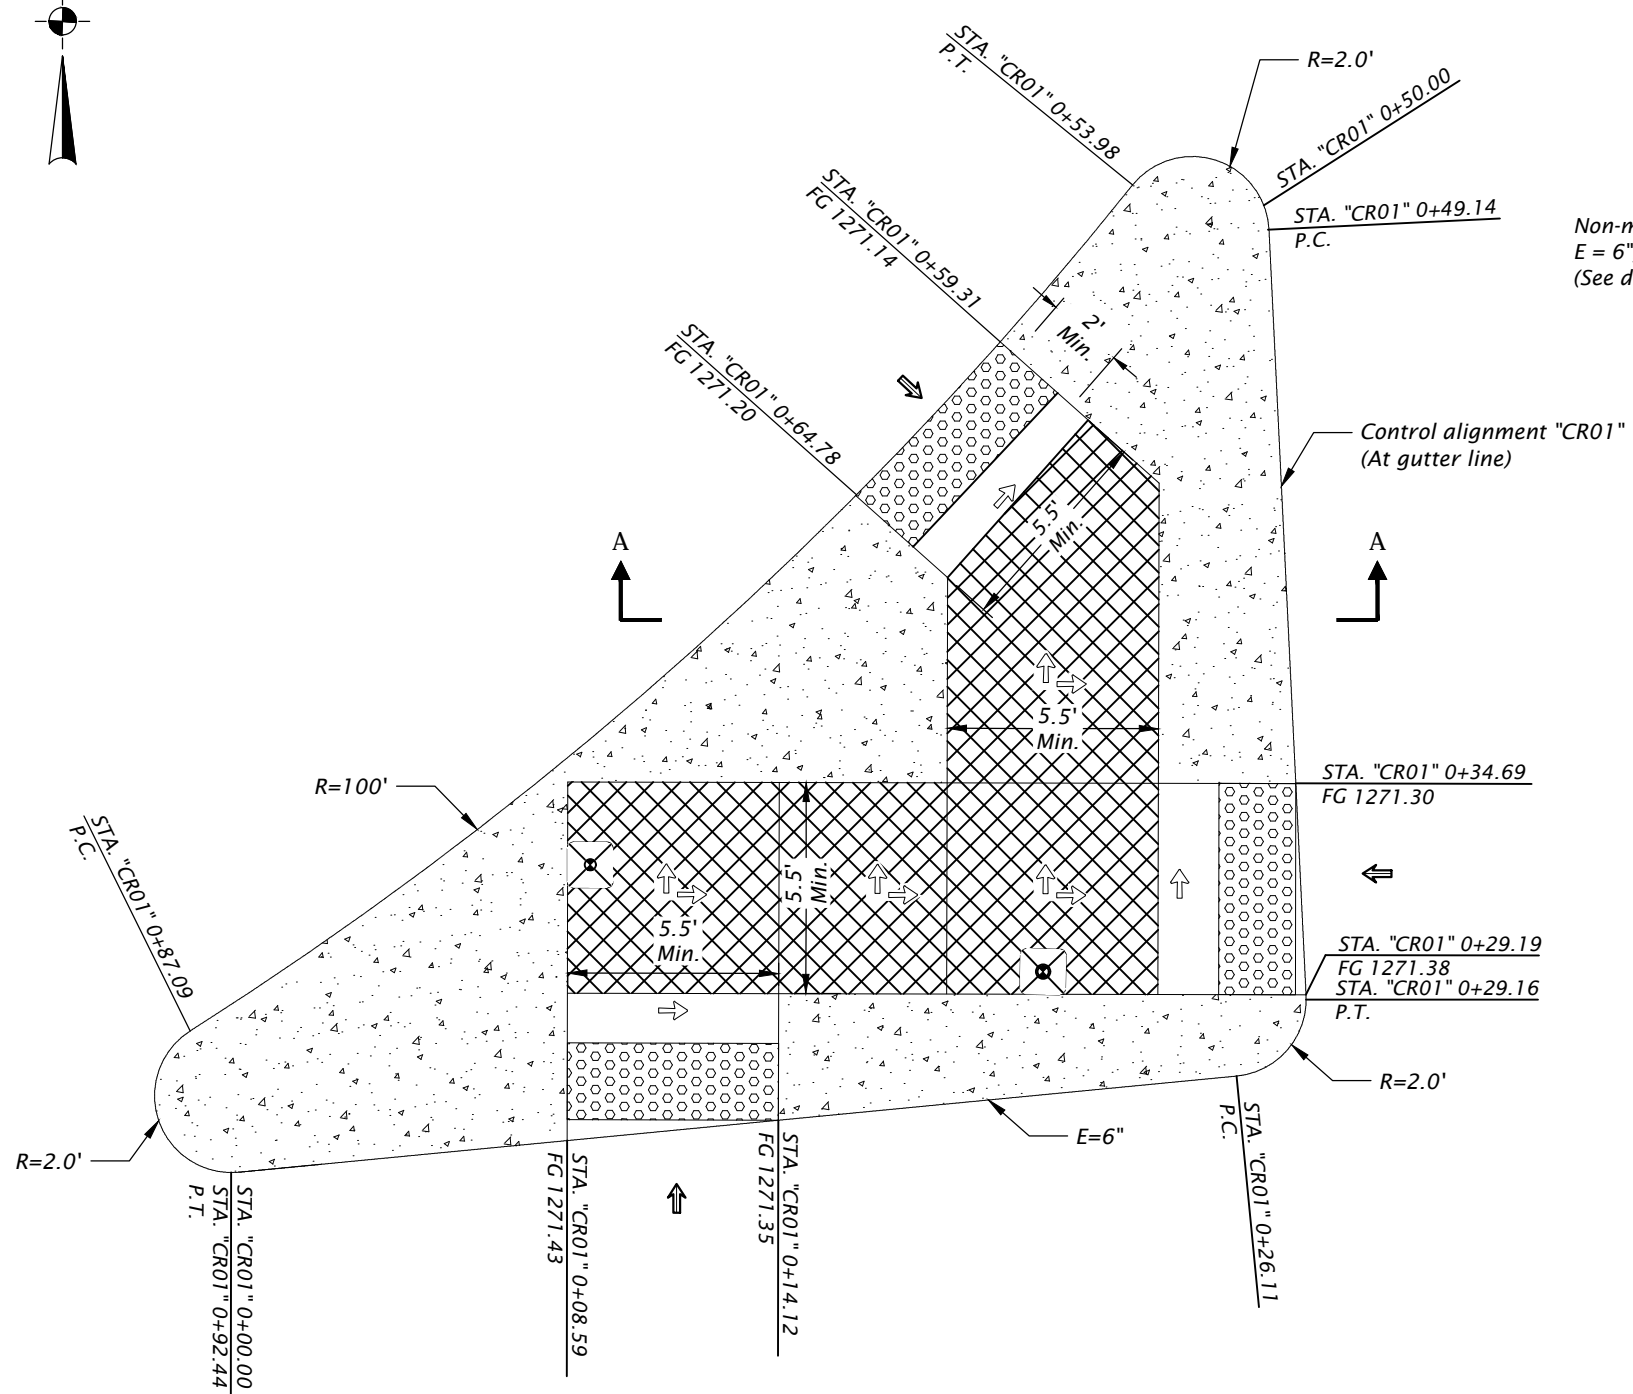 R=2.0'
STA. "CR01" 0+53.98
P.T.
STA. "CR01" 0+50.00
STA. "CR01" 0+49.14
P.C.
Non-m
E = 6"
(See d
STA. "CR01" 0+59.31
FG 1271.14
2'
Min.
STA. "CR01" 0+64.78
FG 1271.20
Control alignment "CR01"
(At gutter line)
5.5'
Min.
A
A
5.5'
Min.
STA. "CR01" 0+34.69
FG 1271.30
R=100'
STA. "CR01" 0+87.09
P.C.
5.5'
Min.
5.5'
Min.
STA. "CR01" 0+29.19
FG 1271.38
STA. "CR01" 0+29.16
P.T.
R=2.0'
E=6"
R=2.0'
STA. "CR01" 0+00.00
STA. "CR01" 0+92.44
P.T.
STA. "CR01" 0+08.59
FG 1271.43
STA. "CR01" 0+14.12
FG 1271.35
STA. "CR01" 0+26.11
P.C.